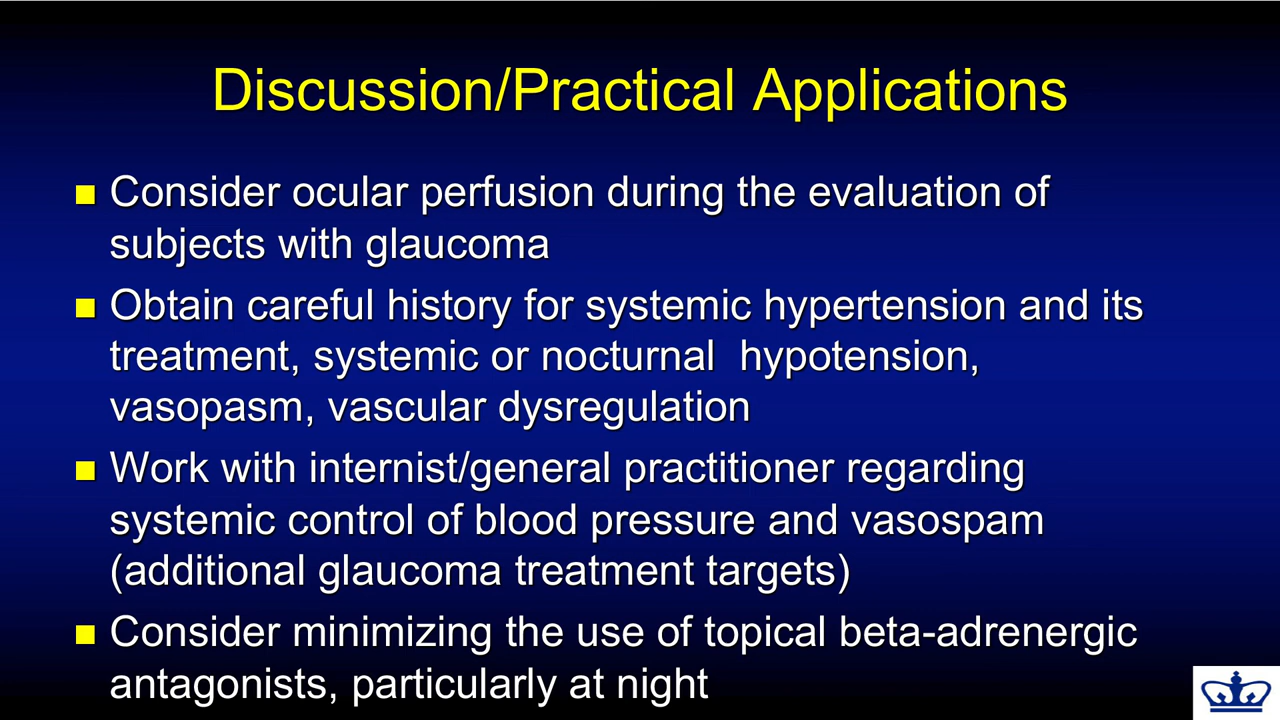 Discussion/Practical Applications
Consider ocular perfusion during the evaluation of
subjects with glaucoma
Obtain careful history for systemic hypertension and its
treatment, systemic or nocturnal  hypotension,
vasopasm, vascular dysregulation
Work with internist/general practitioner regarding
systemic control of blood pressure and vasospam
(additional glaucoma treatment targets)
Consider minimizing the use of topical beta-adrenergic
antagonists, particularly at night